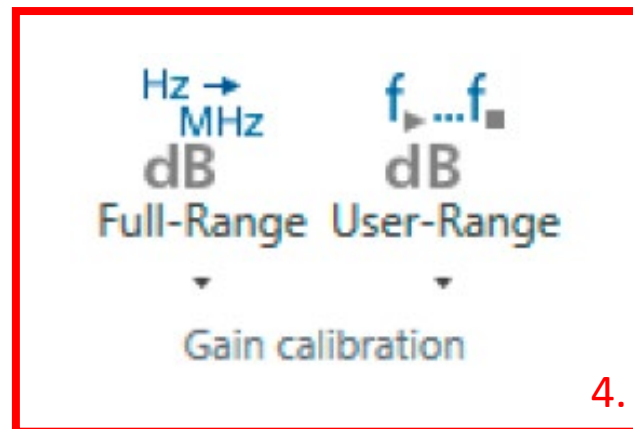 Hz → f▸...f■
MHz
dB dB
Full-Range User-Range
Gain calibration
4.